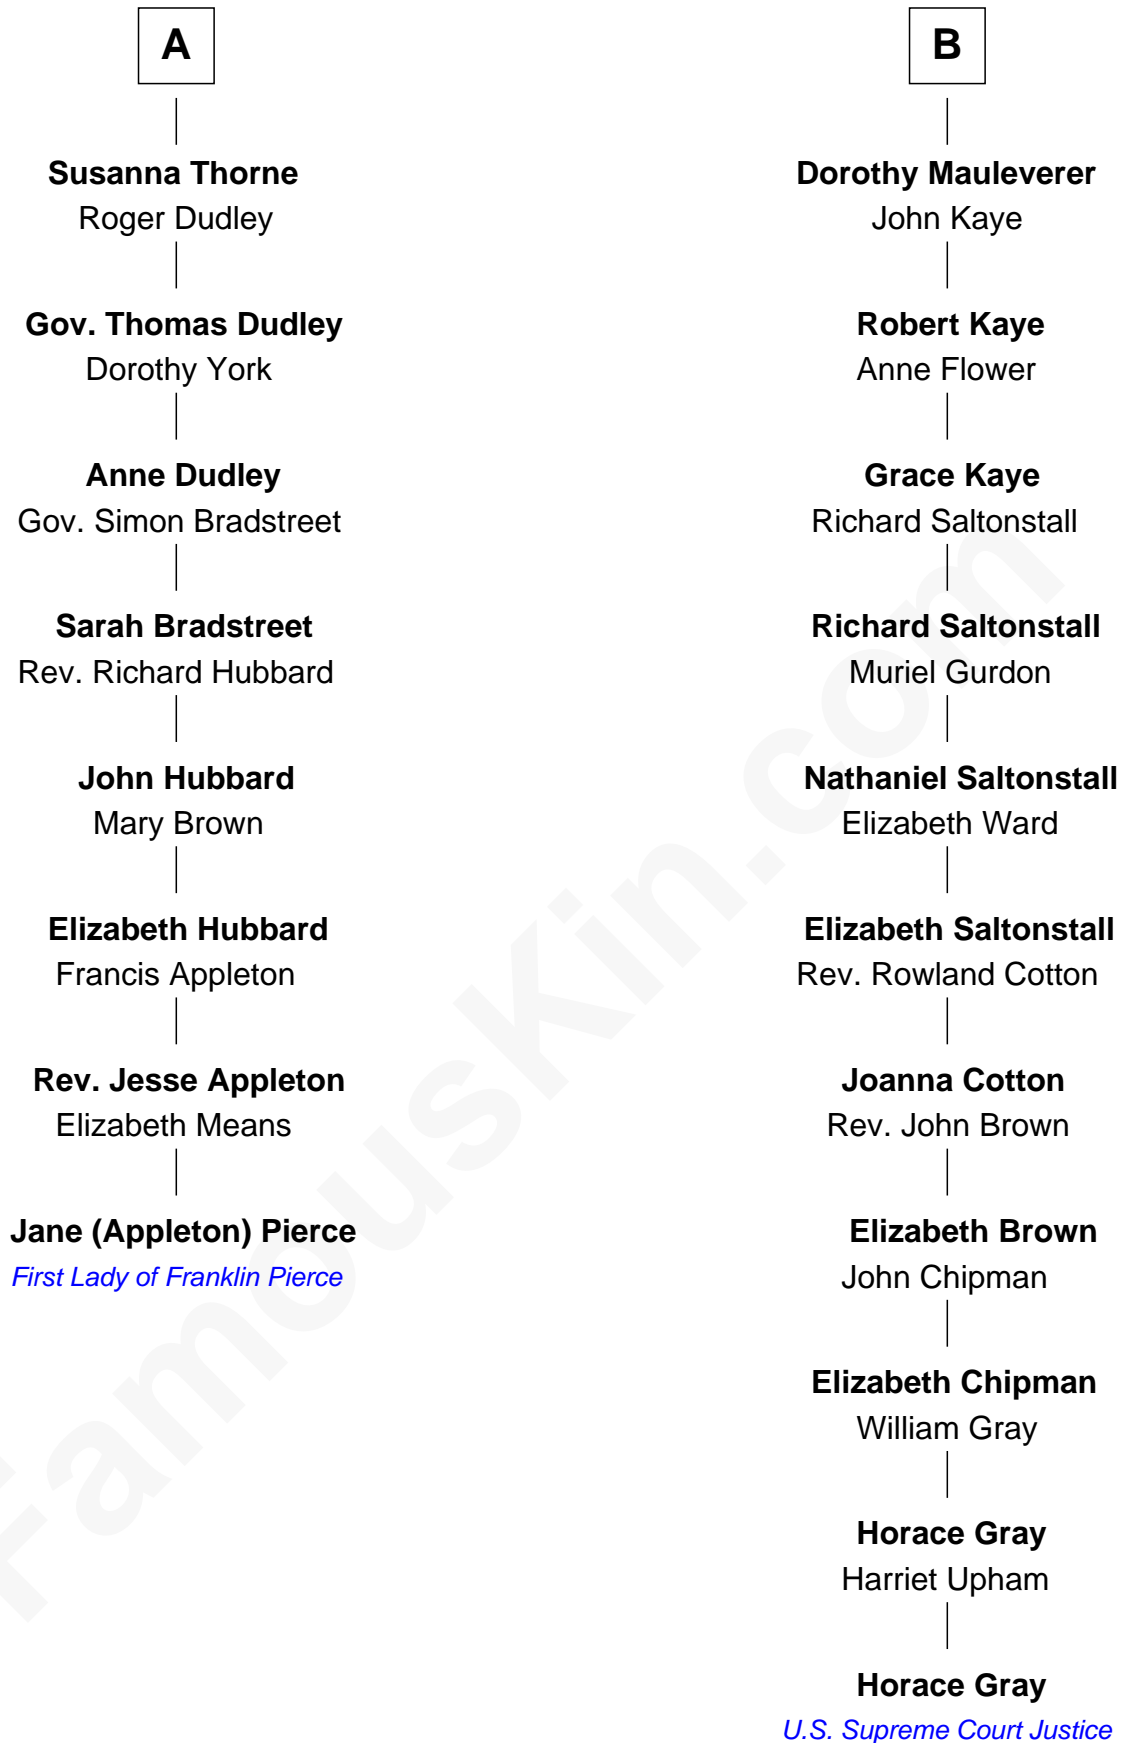 A
Susanna Thorne
Roger Dudley
Gov. Thomas Dudley
Dorothy York
Anne Dudley
Gov. Simon Bradstreet
Sarah Bradstreet
Rev. Richard Hubbard
John Hubbard
Mary Brown
Elizabeth Hubbard
Francis Appleton
Rev. Jesse Appleton
Elizabeth Means
Jane (Appleton) Pierce
First Lady of Franklin Pierce
B
Dorothy Mauleverer
John Kaye
Robert Kaye
Anne Flower
Grace Kaye
Richard Saltonstall
Richard Saltonstall
Muriel Gurdon
Nathaniel Saltonstall
Elizabeth Ward
Elizabeth Saltonstall
Rev. Rowland Cotton
Joanna Cotton
Rev. John Brown
Elizabeth Brown
John Chipman
Elizabeth Chipman
William Gray
Horace Gray
Harriet Upham
Horace Gray
U.S. Supreme Court Justice
FamousKin.com